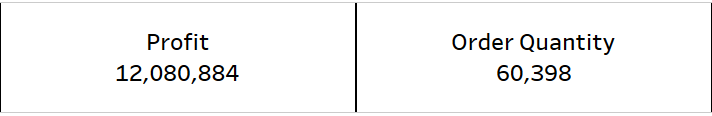 Profit
12,080,884
Order Quantity
60,398